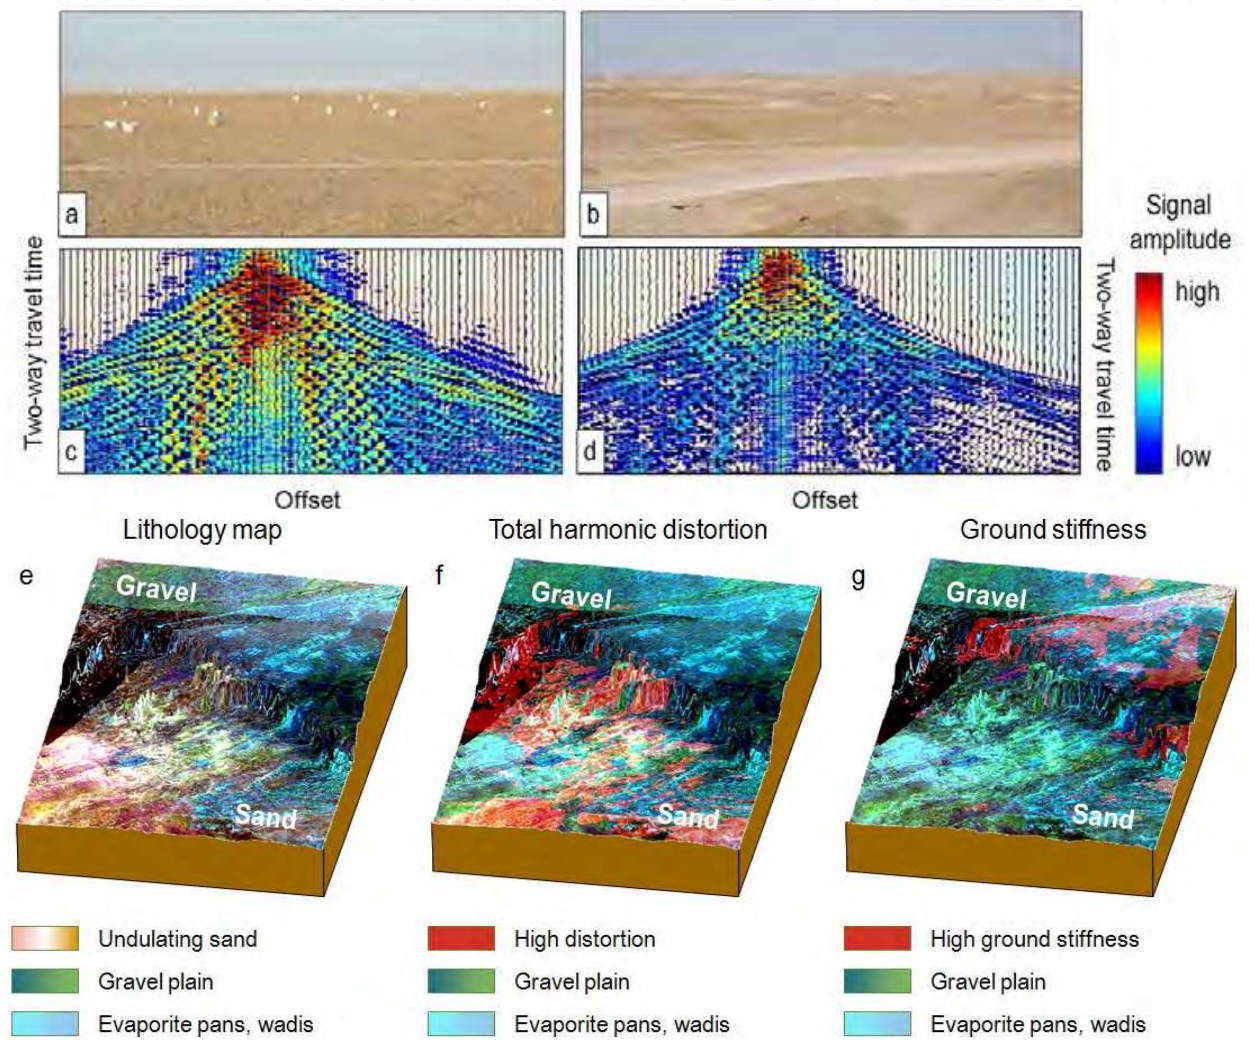 a
b
Signal
amplitude
Two-way travel time
c
d
Two-way travel time
high
low
Offset
Offset
Lithology map
Total harmonic distortion
Ground stiffness
e
f
g
Gravel
Gravel
Gravel
Sand
Sand
Sand
Undulating sand
High distortion
High ground stiffness
Gravel plain
Gravel plain
Gravel plain
Evaporite pans, wadis
Evaporite pans, wadis
Evaporite pans, wadis